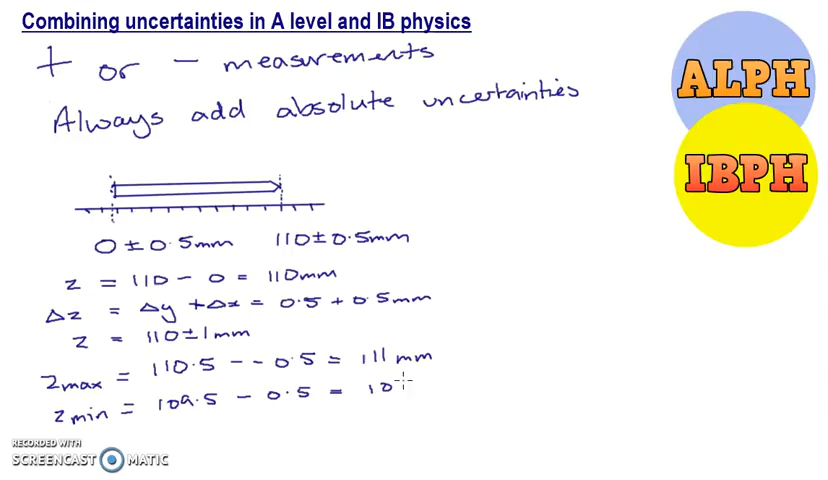 Combining uncertainties in A level and IB physics
+ or - measurements
Always add absolute uncertainties
ALPH
IBPH
0 ± 0.5mm 110 ± 0.5mm
z = 110 - 0 = 110mm
Δz = Δy + Δx = 0.5 + 0.5mm
z = 110 ± 1mm
zmax = 110.5 - - 0.5 = 111 mm
zmin = 109.5 - 0.5 = 10
RECORDED WITH
SCREENCAST MATIC